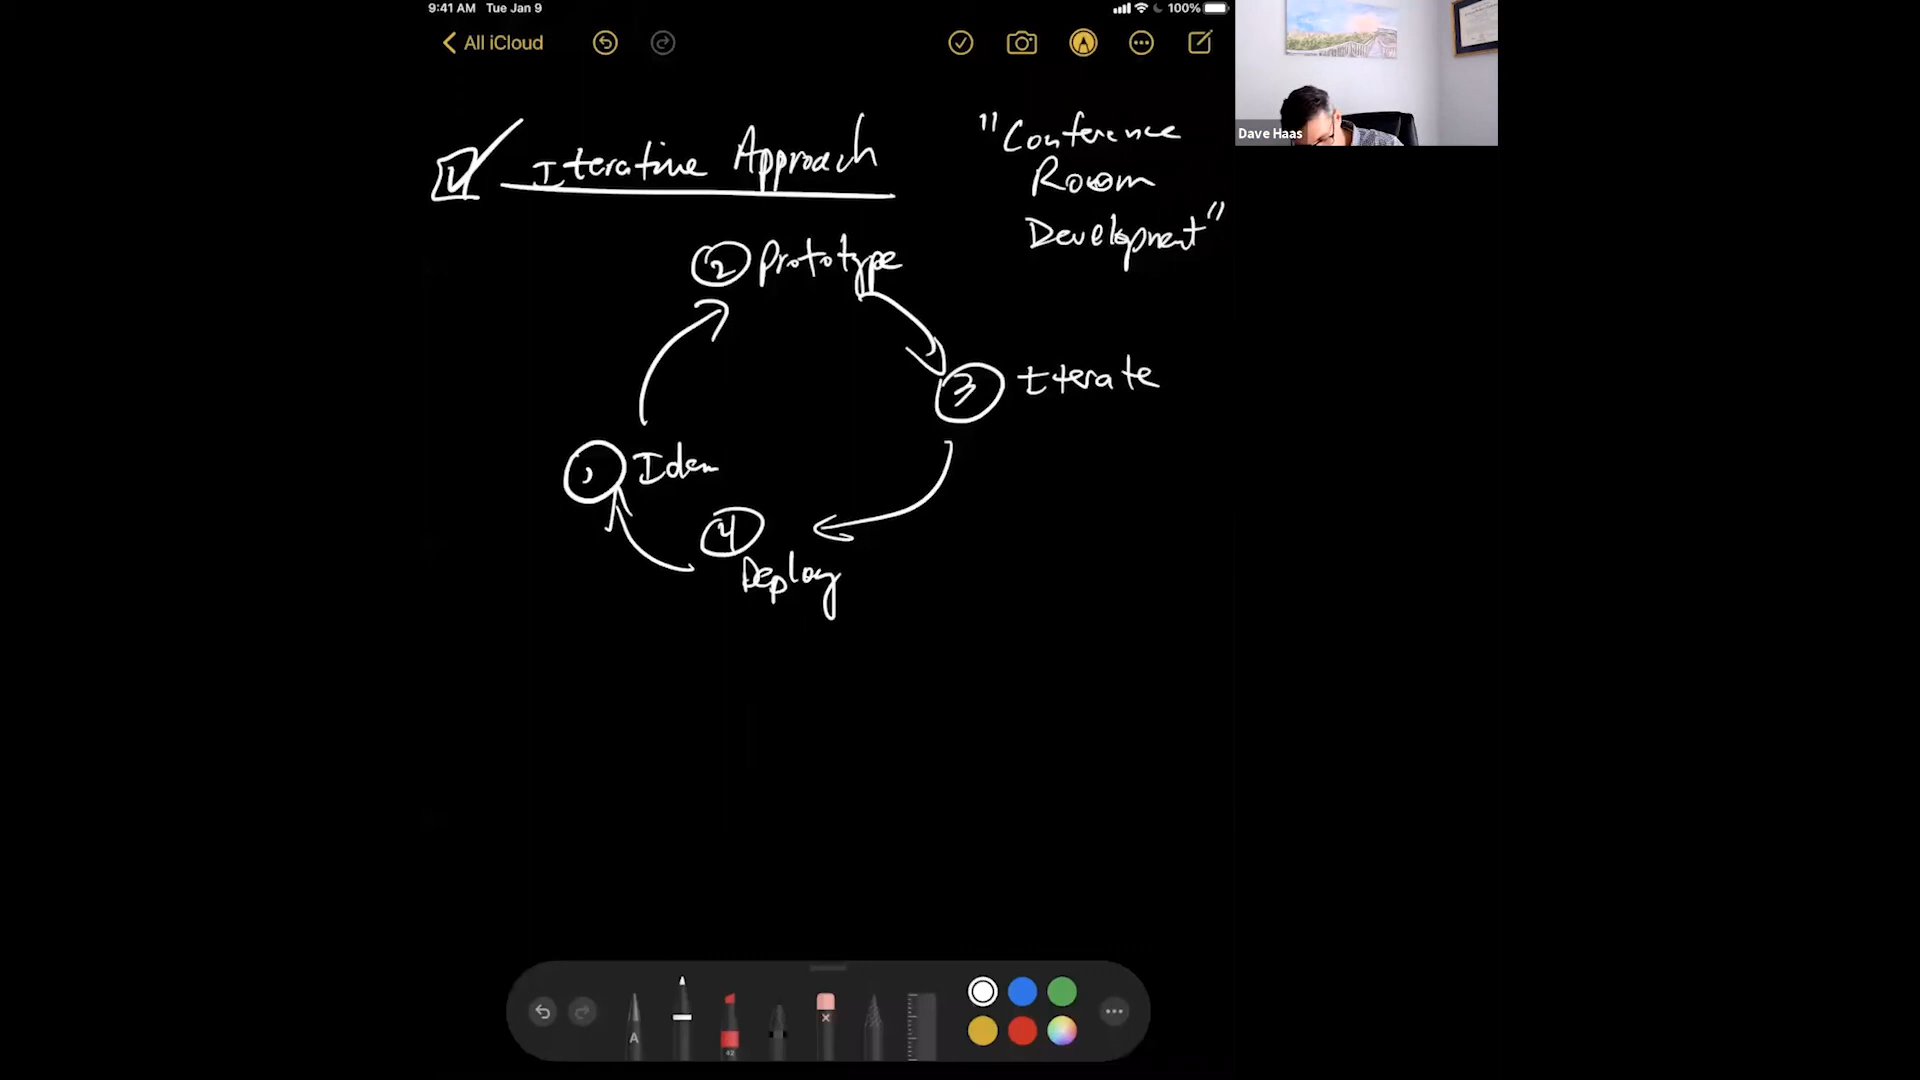 9:41 AM Tue Jan 9
100%
All iCloud
Dave Haas
Iterative Approach
"Conference
Room
Development"
2 Prototype
3 Iterate
1 Idea
4
Deploy
A
42